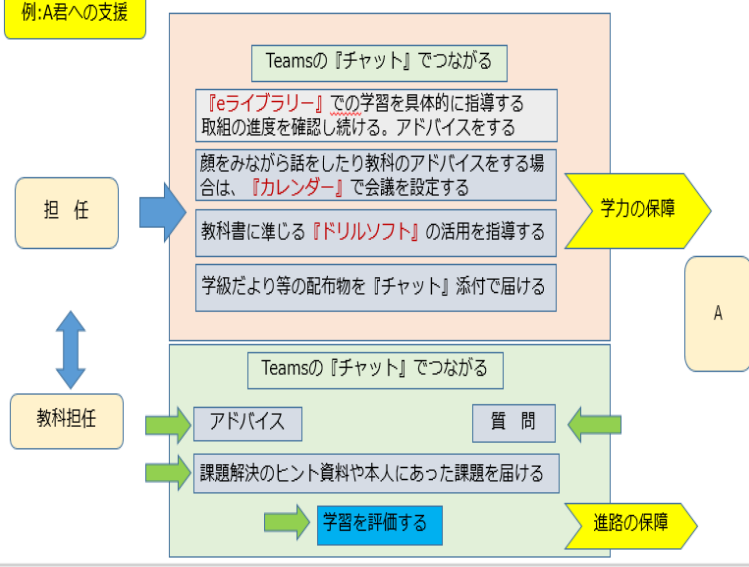 例:A君への支援
Teamsの『チャット』でつながる
『eライブラリー』での学習を具体的に指導する
取組の進度を確認し続ける。アドバイスをする
顔をみながら話をしたり教科のアドバイスをする場
合は、『カレンダー』で会議を設定する
担　任
学力の保障
教科書に準じる『ドリルソフト』の活用を指導する
学級だより等の配布物を『チャット』添付で届ける
A
Teamsの『チャット』でつながる
教科担任
アドバイス
質　問
課題解決のヒント資料や本人にあった課題を届ける
学習を評価する
進路の保障